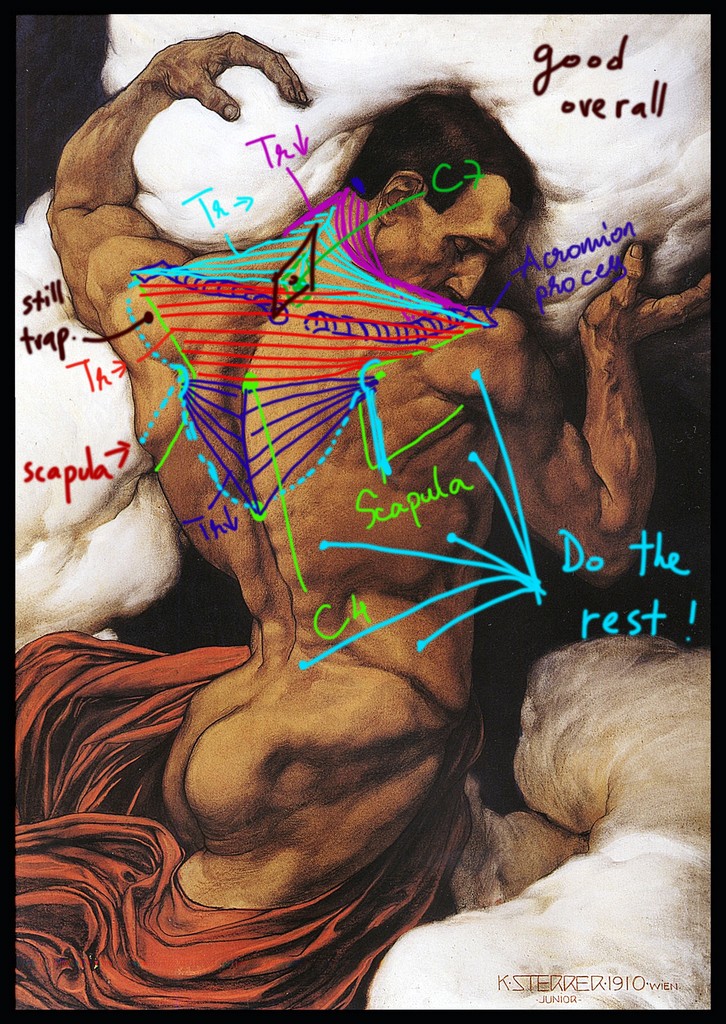 good
overall
Tr↓
C7
Tr→
Acromion
process
still
trap.
Tr→
scapula→
Scapula
Tr↓
C4
Do the
rest!
K·STERRER·1910·WIEN
·JUNIOR·